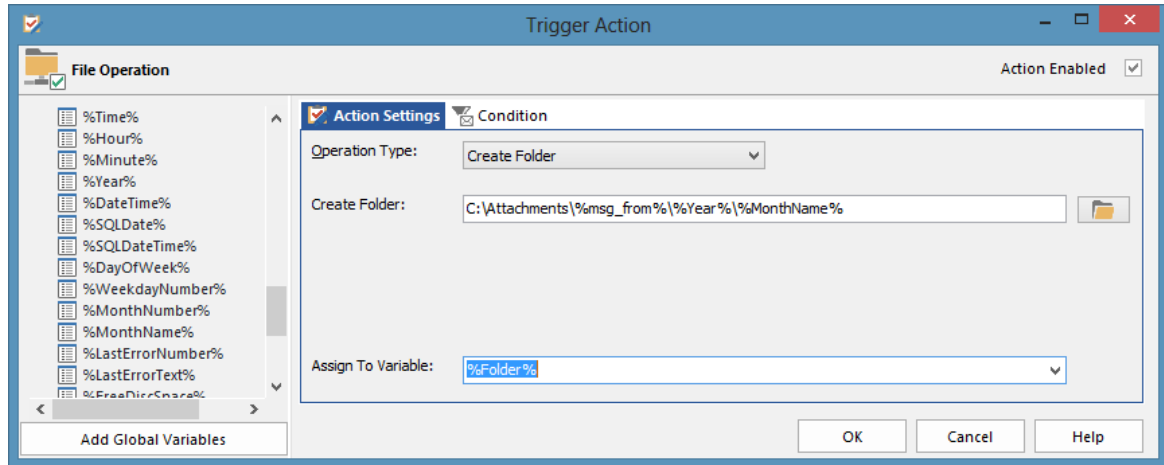 Trigger Action
File Operation
Action Enabled
%Time%
%Hour%
%Minute%
%Year%
%DateTime%
%SQLDate%
%SQLDateTime%
%DayOfWeek%
%WeekdayNumber%
%MonthNumber%
%MonthName%
%LastErrorNumber%
%LastErrorText%
%FreeDiscSpace%
Add Global Variables
Action Settings Condition
Operation Type: Create Folder
Create Folder: C:\Attachments\%msg_from%\%Year%\%MonthName%
Assign To Variable: %Folder%
OK Cancel Help